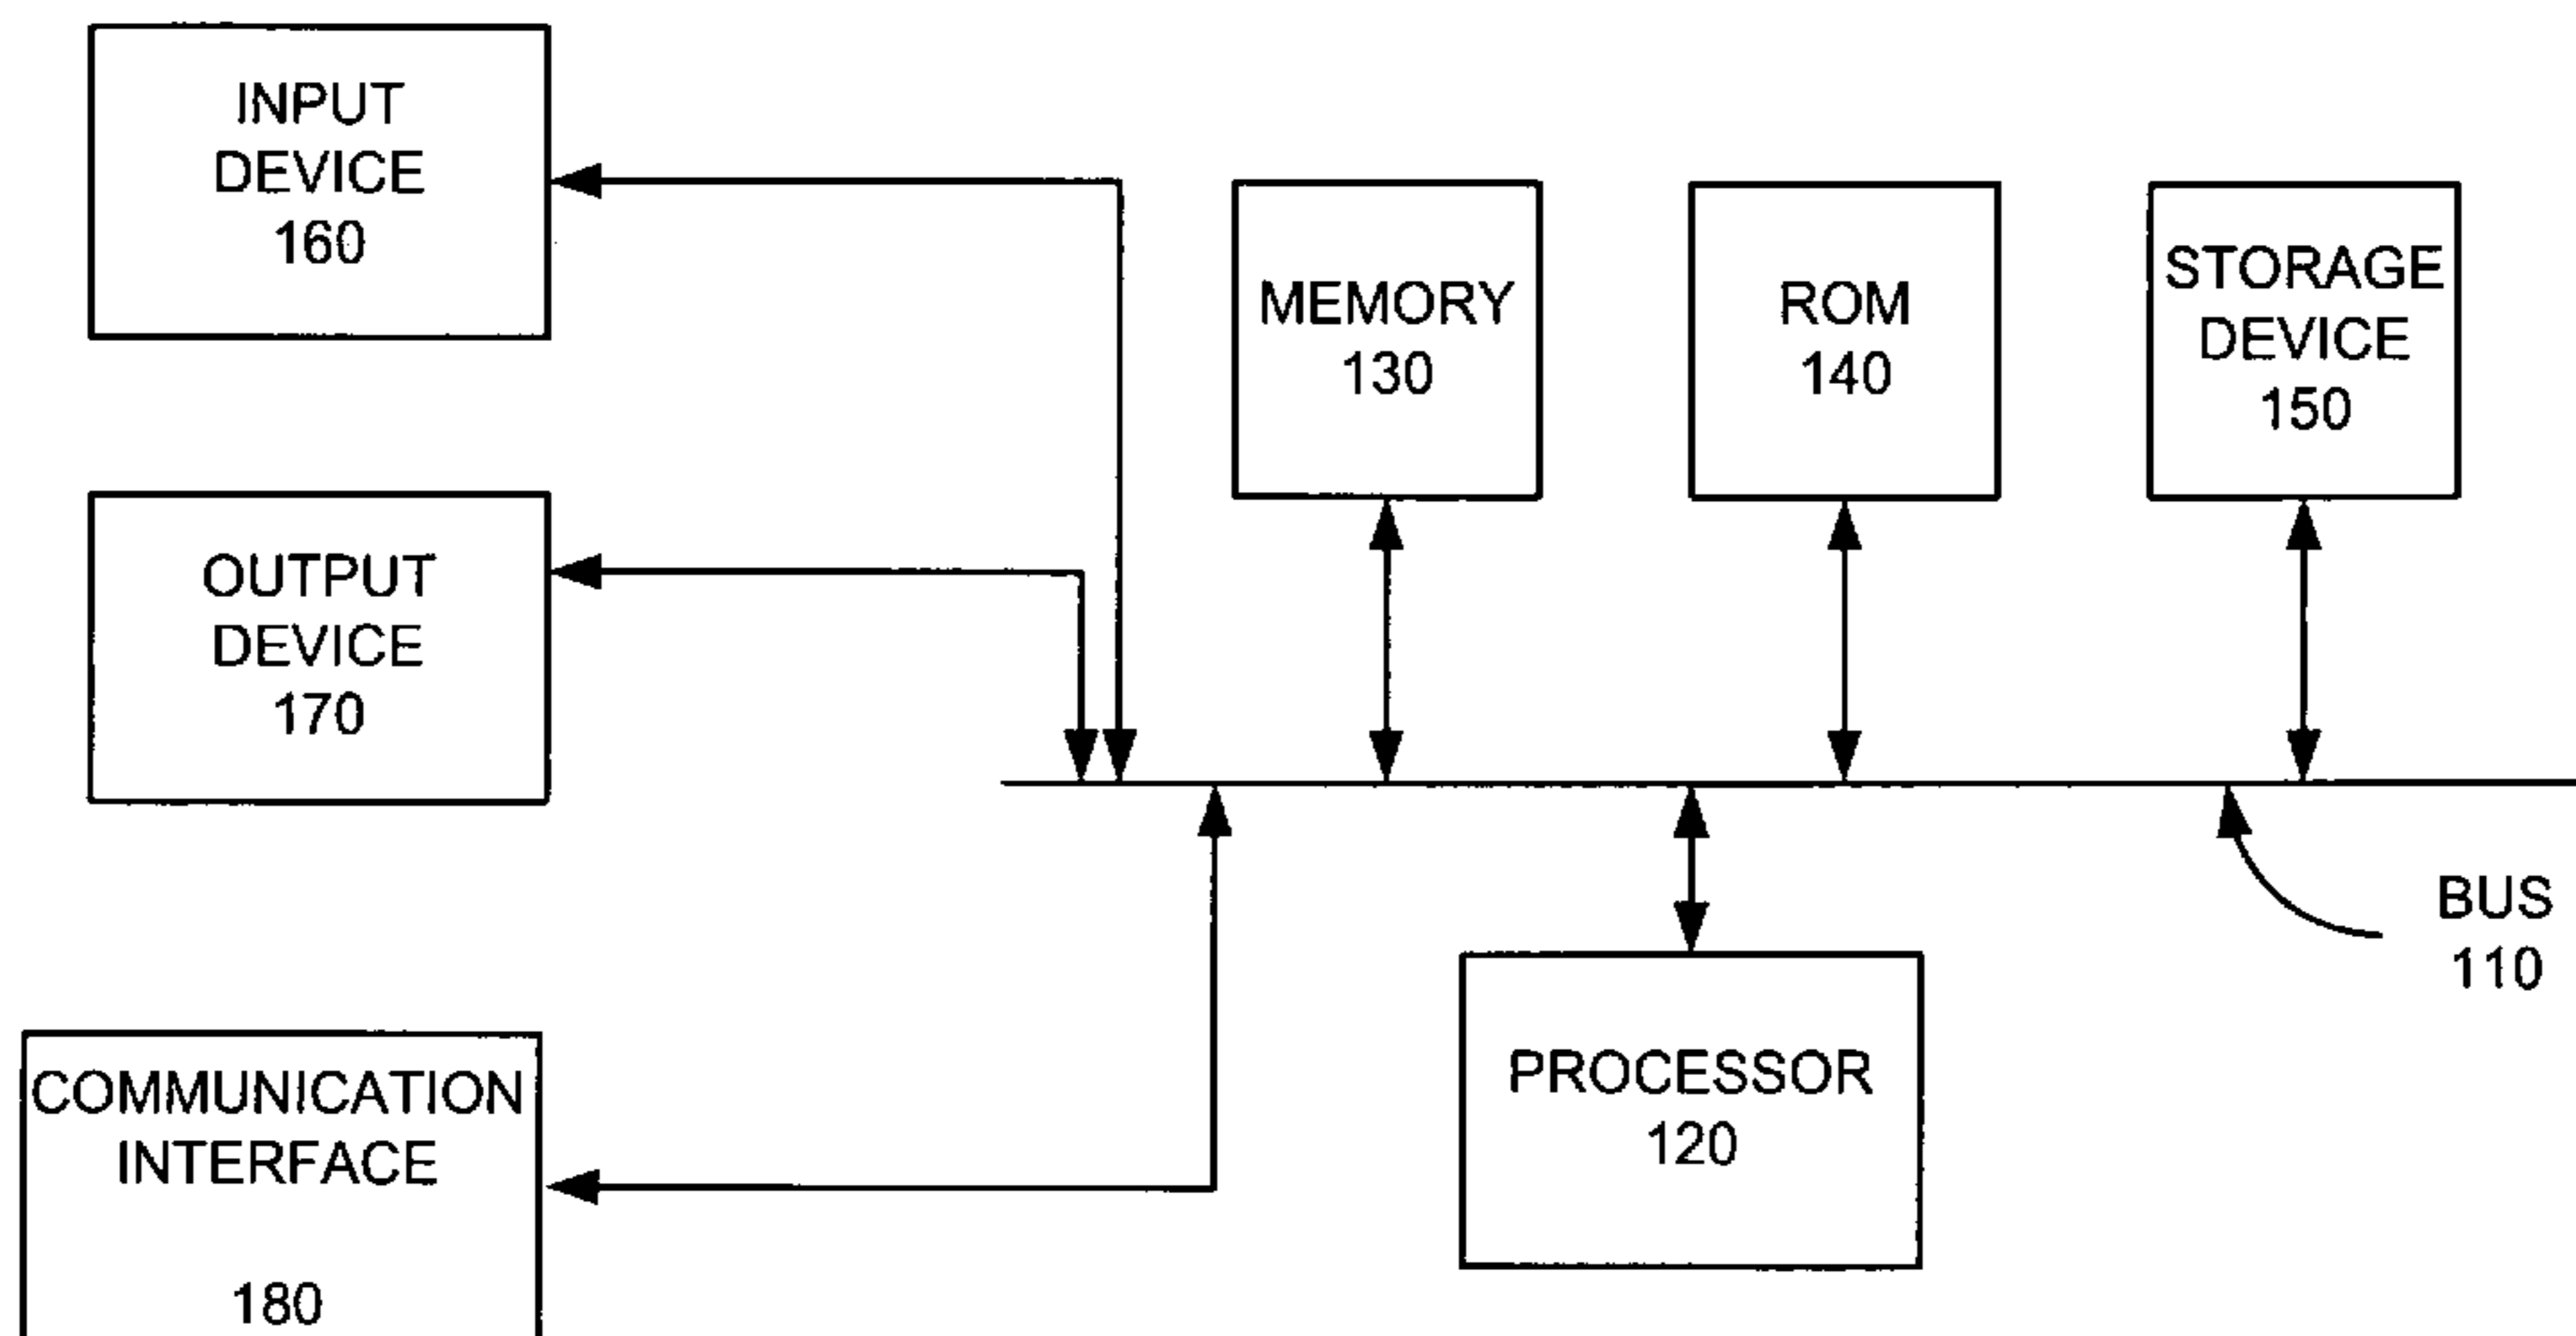 INPUT
DEVICE
160
MEMORY
130
ROM
140
STORAGE
DEVICE
150
OUTPUT
DEVICE
170
BUS
110
COMMUNICATION
INTERFACE
180
PROCESSOR
120